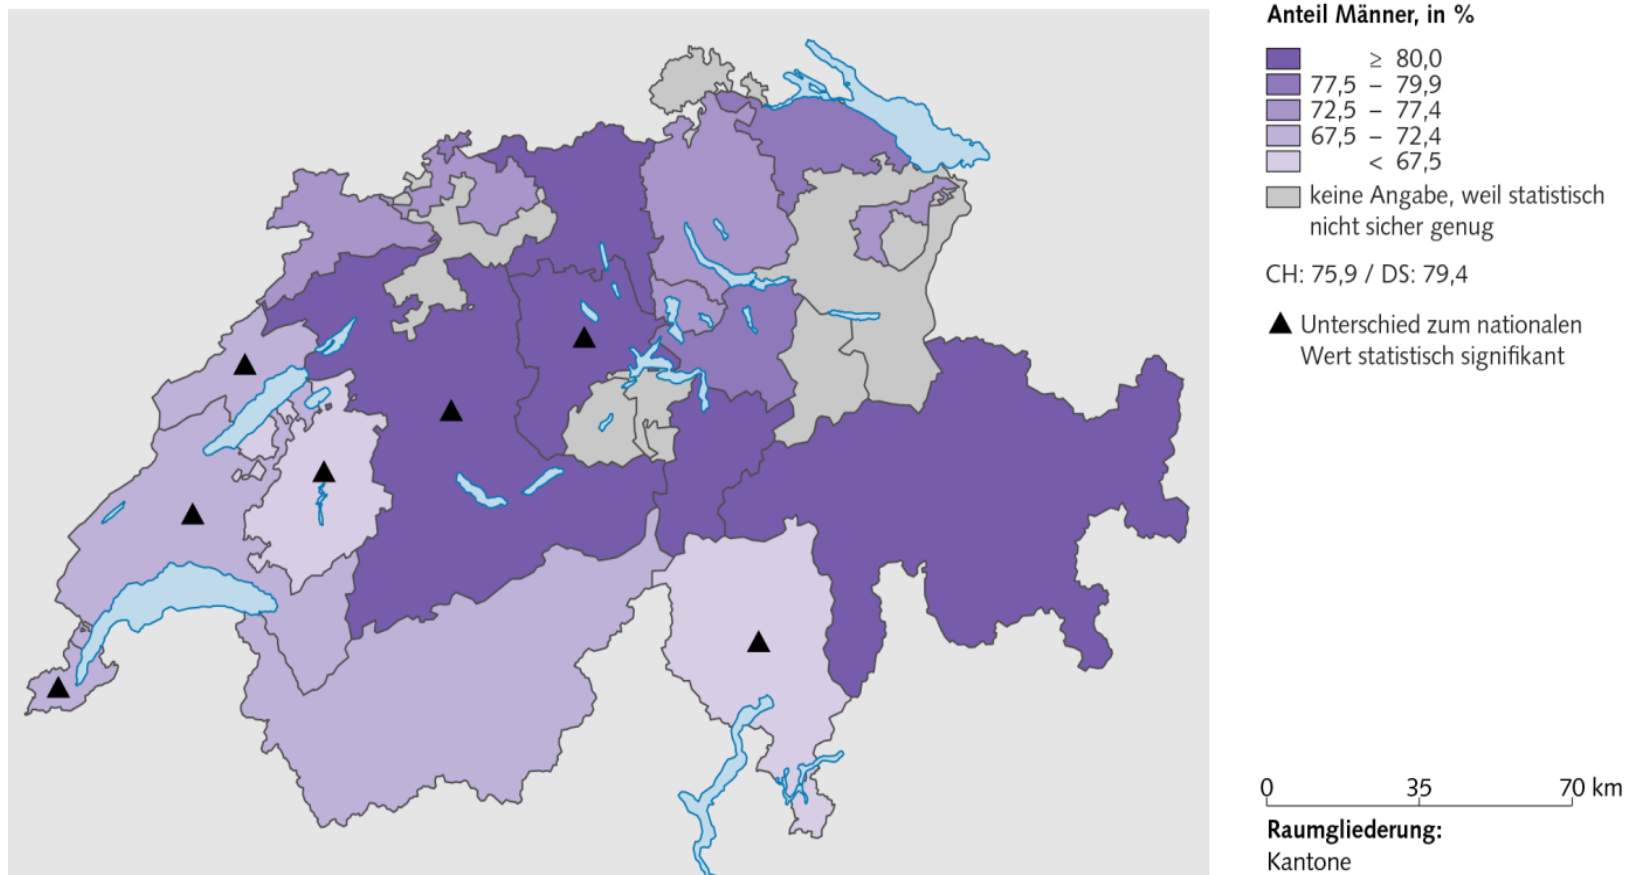 Anteil Männer, in %
≥ 80,0
77,5 – 79,9
72,5 – 77,4
67,5 – 72,4
< 67,5
keine Angabe, weil statistisch
nicht sicher genug
CH: 75,9 / DS: 79,4
Unterschied zum nationalen
Wert statistisch signifikant
0 35 70 km
Raumgliederung:
Kantone